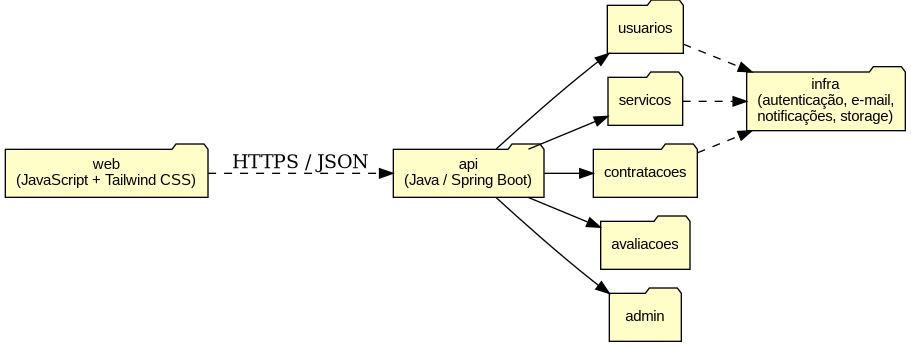 web
(JavaScript + Tailwind CSS)
HTTPS / JSON
api
(Java / Spring Boot)
usuarios
servicos
contratacoes
avaliacoes
admin
infra
(autenticação, e-mail,
notificações, storage)